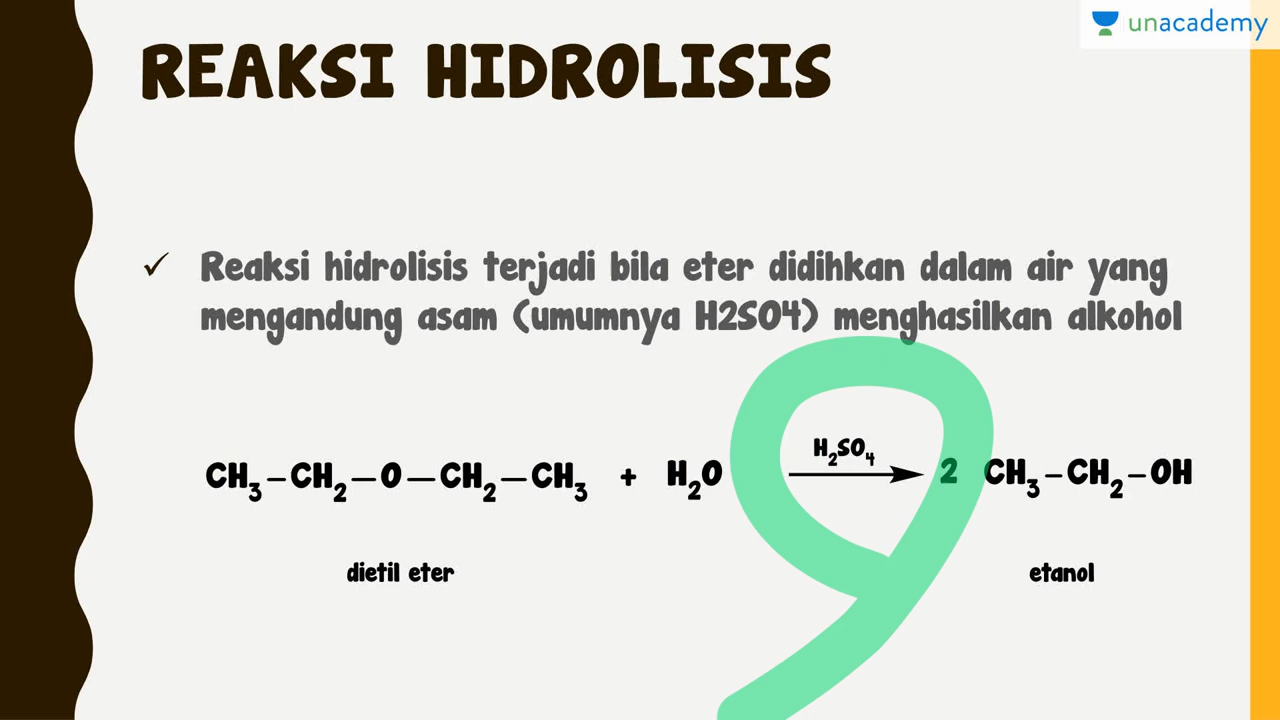 unacademy
REAKSI HIDROLISIS
✓ Reaksi hidrolisis terjadi bila eter didihkan dalam air yang
mengandung asam (umumnya H2SO4) menghasilkan alkohol
H₂SO₄
CH₃–CH₂–O–CH₂–CH₃ + H₂O ⟶ 2 CH₃–CH₂–OH
dietil eter etanol